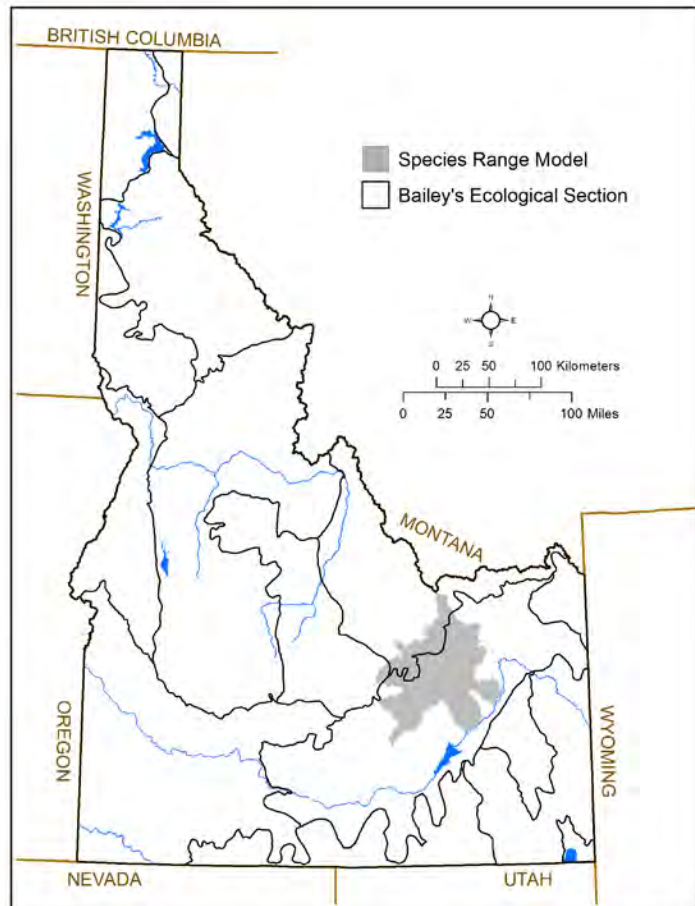 BRITISH COLUMBIA
WASHINGTON
Species Range Model
Bailey's Ecological Section
N
W
E
S
0 25 50 100 Kilometers
0 25 50 100 Miles
MONTANA
OREGON
WYOMING
NEVADA
UTAH